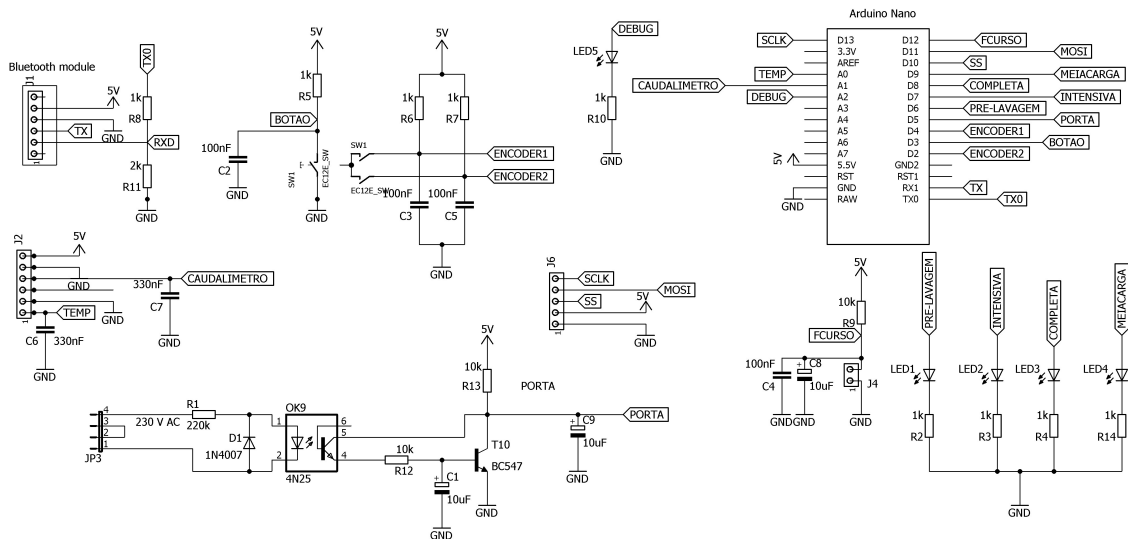 Arduino Nano
SCLK
D13
D12
FCURSO
3.3V
D11
MOSI
AREF
D10
SS
TEMP
A0
D9
MEIACARGA
CAUDALIMETRO
A1
D8
COMPLETA
DEBUG
A2
D7
INTENSIVA
A3
D6
PRE-LAVAGEM
A4
D5
PORTA
A5
D4
ENCODER1
A6
D3
BOTAO
A7
D2
ENCODER2
5V
5.5V
GND2
RST
RST1
GND
GND
RX1
TX
RAW
TX0
TX0
Bluetooth module
J1
1
TX0
5V
1k
R8
GND
TX
RXD
2k
R11
GND
5V
1k
R5
BOTAO
100nF
C2
GND
SW1
EC12E_SW
GND
5V
1k
R6
1k
R7
SW1
EC12E_SW
ENCODER1
ENCODER2
100nF
C3
100nF
C5
GND
DEBUG
LED5
1k
R10
GND
J2
1
5V
GND
CAUDALIMETRO
330nF
C7
GND
GND
TEMP
C6
330nF
GND
J6
1
SCLK
MOSI
SS
5V
GND
5V
10k
R9
FCURSO
100nF
C4
+
C8
10uF
J4
1
GND
GND
GND
PRE-LAVAGEM
INTENSIVA
COMPLETA
MEIACARGA
LED1
LED2
LED3
LED4
1k
R2
1k
R3
1k
R4
1k
R14
GND
JP3
4
3
2
1
230 V AC
R1
220k
D1
1N4007
OK9
1
2
6
5
4
4N25
10k
R12
+
C1
10uF
GND
5V
10k
R13
PORTA
T10
BC547
GND
PORTA
+
C9
10uF
GND